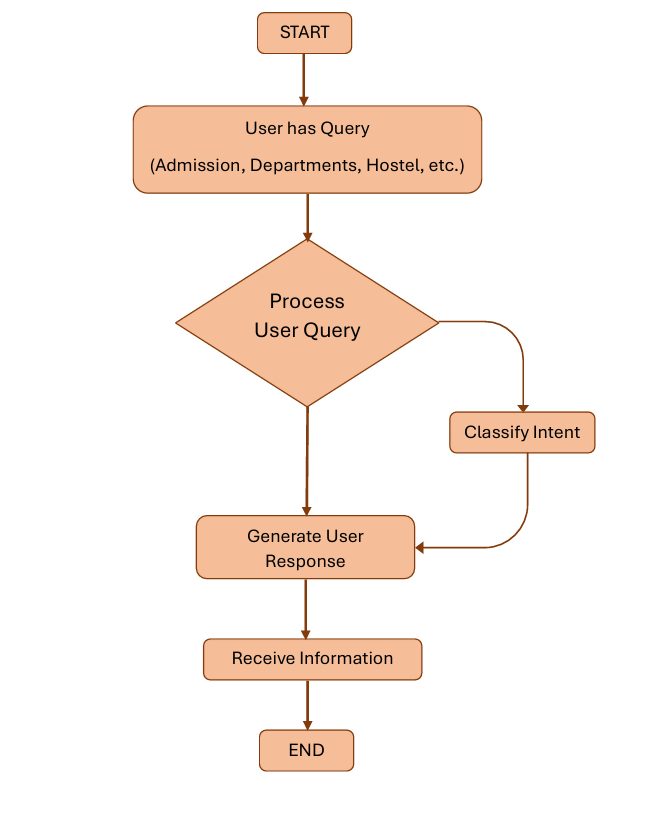 START
User has Query
(Admission, Departments, Hostel, etc.)
Process
User Query
Classify Intent
Generate User
Response
Receive Information
END